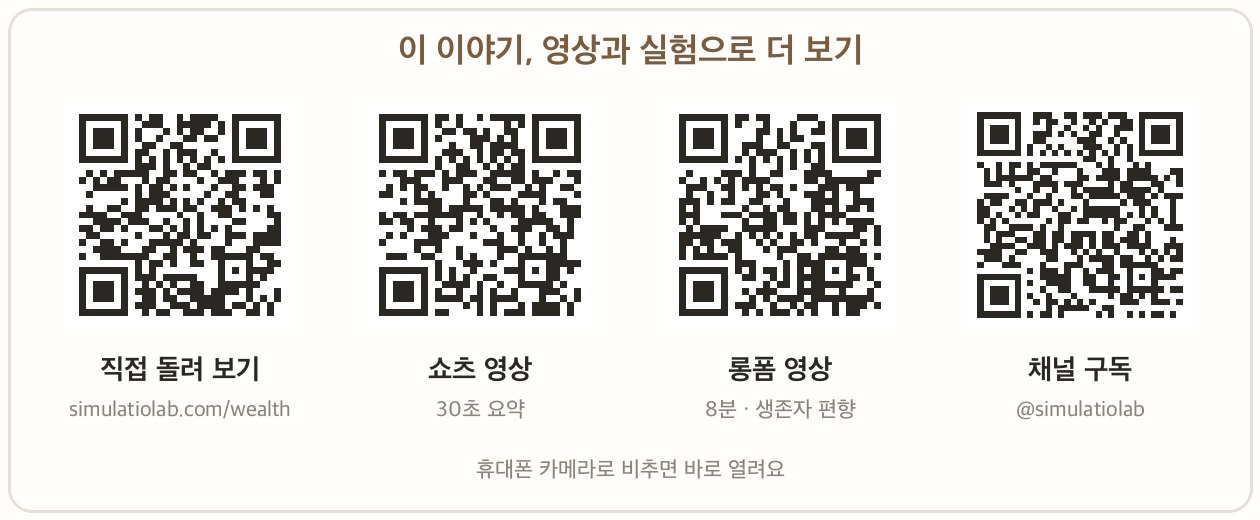 이 이야기, 영상과 실험으로 더 보기
직접 돌려 보기
simulatiolab.com/wealth
쇼츠 영상
30초 요약
롱폼 영상
8분 · 생존자 편향
채널 구독
@simulatiolab
휴대폰 카메라로 비추면 바로 열려요